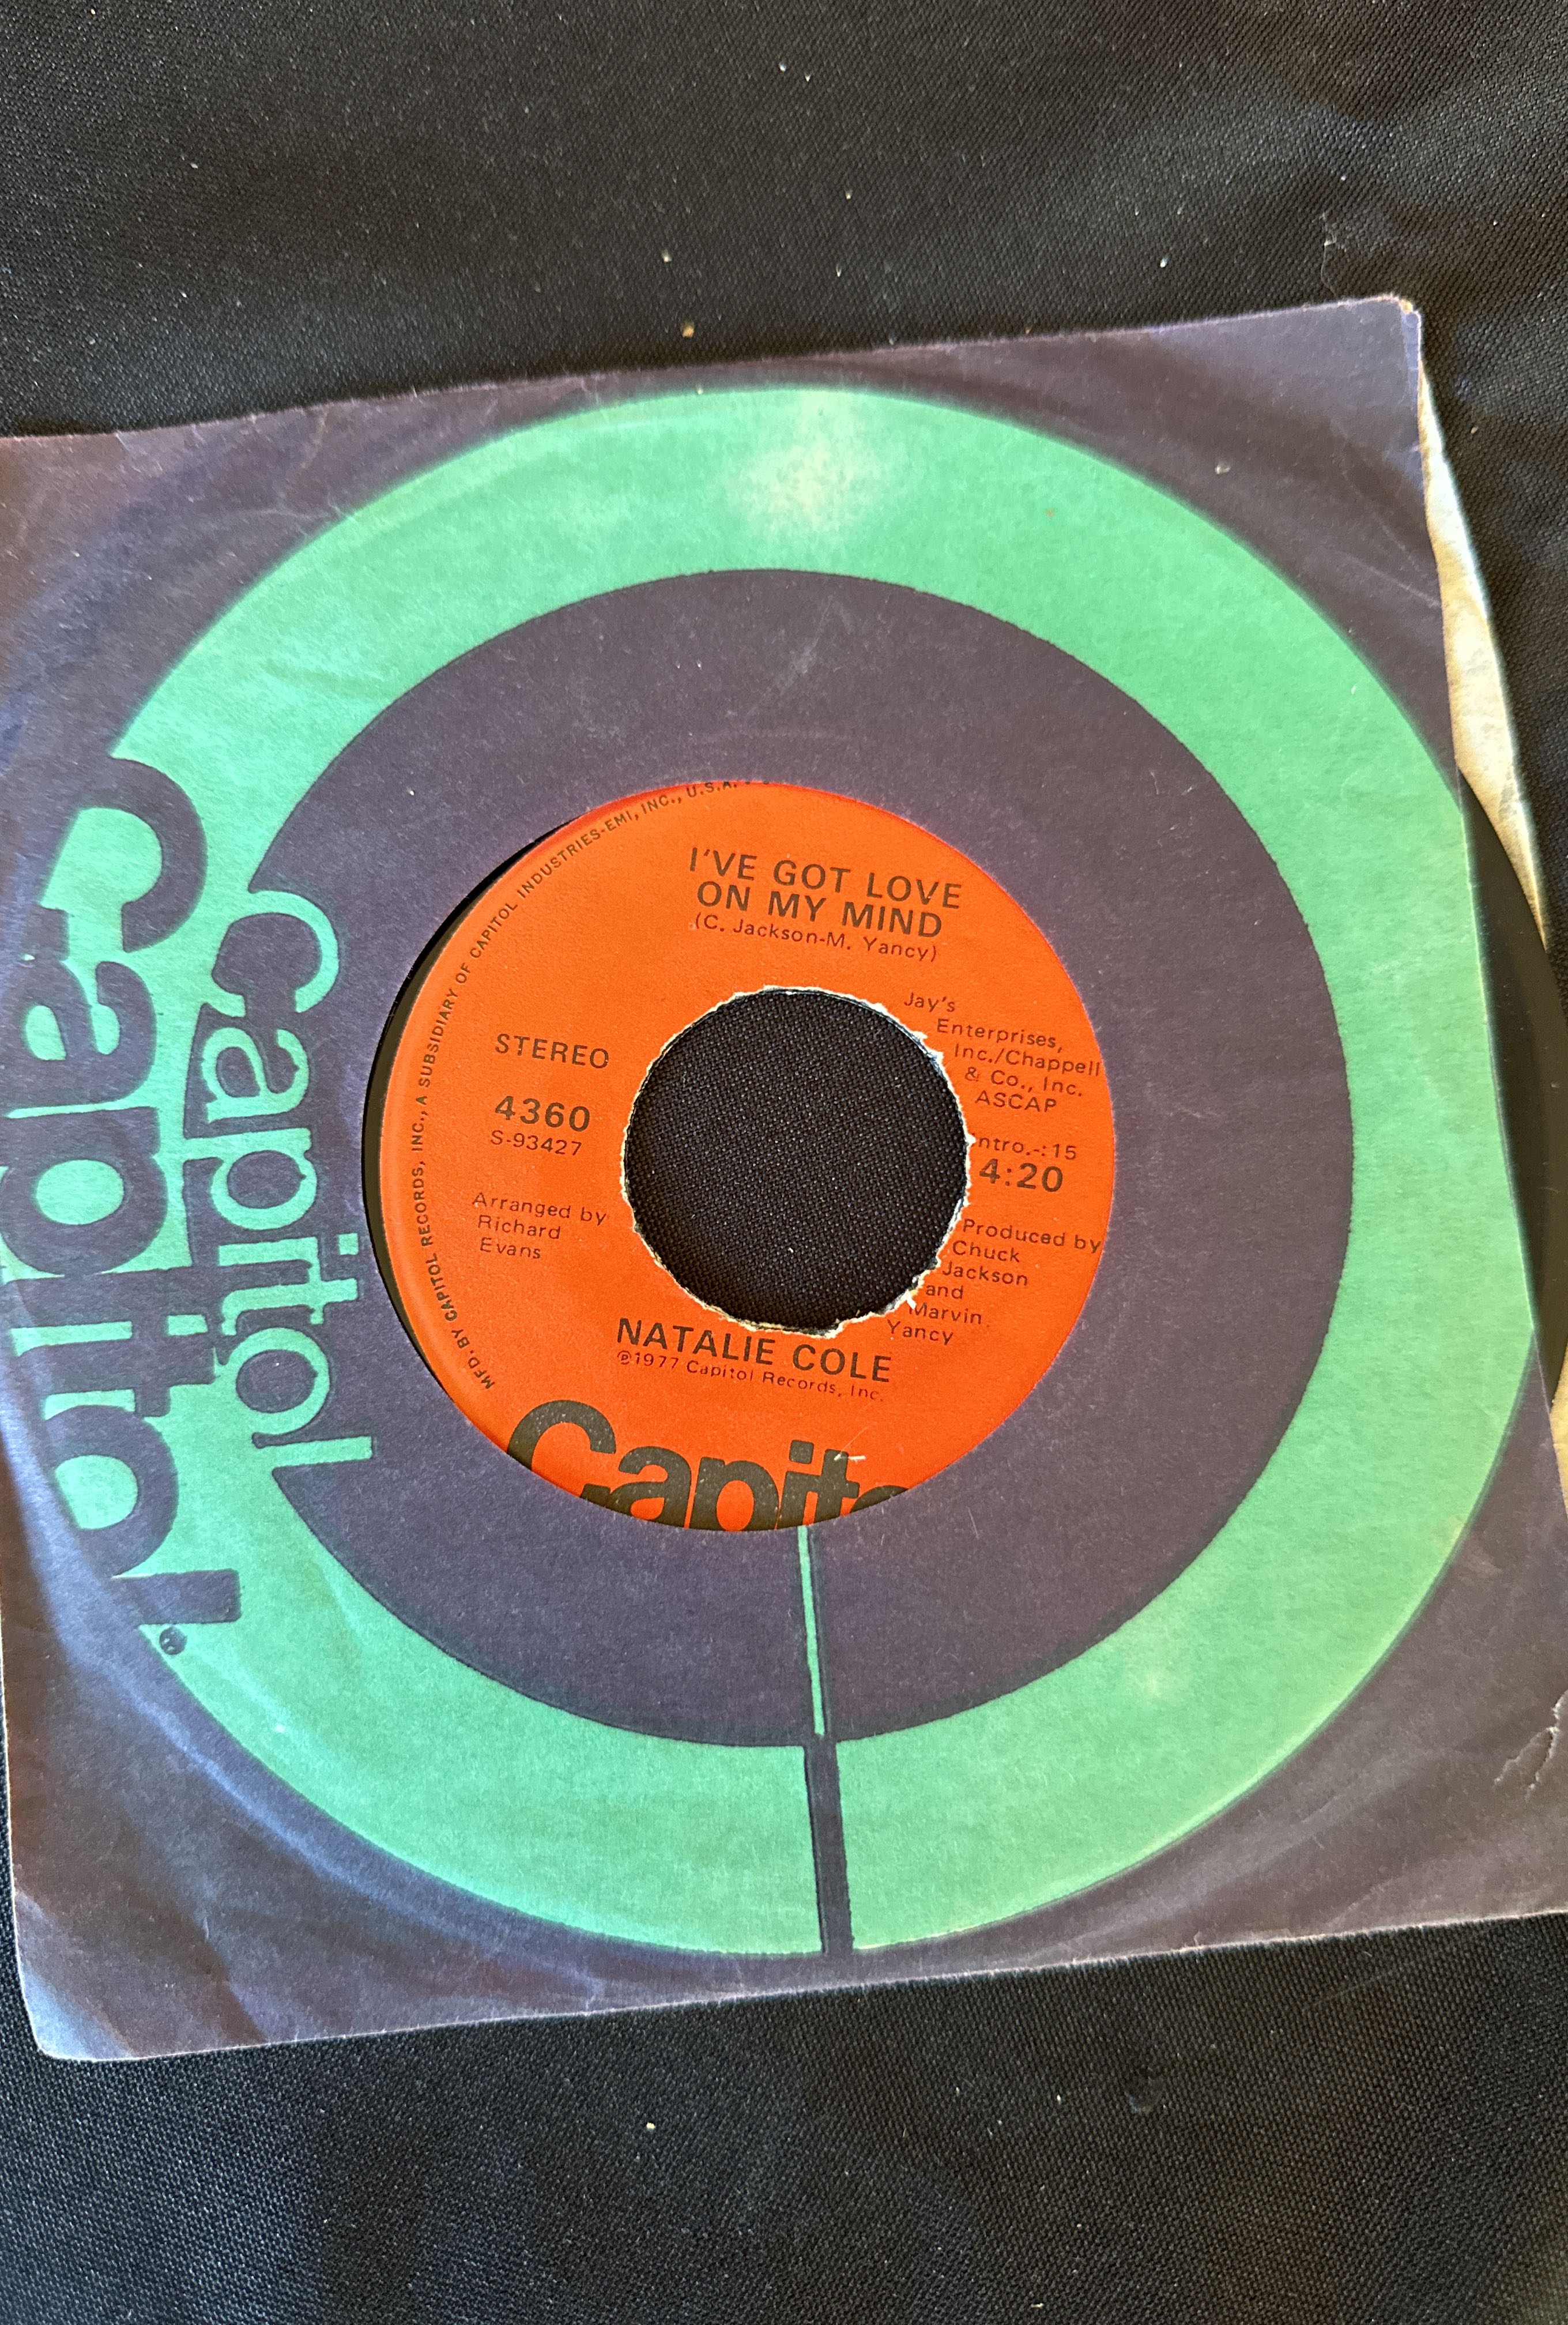 Capitol
®
Capitol
MFD. BY CAPITOL RECORDS, INC., A SUBSIDIARY OF CAPITOL INDUSTRIES-EMI, INC., U.S.A.
I'VE GOT LOVE
ON MY MIND
(C. Jackson-M. Yancy)
Jay's
Enterprises,
Inc./Chappell
& Co., Inc.
ASCAP
STEREO
4360
S-93427
ntro.-:15
4:20
Arranged by
Richard
Evans
Produced by
Chuck
Jackson
and
Marvin
Yancy
NATALIE COLE
℗1977 Capitol Records, Inc.
Capito